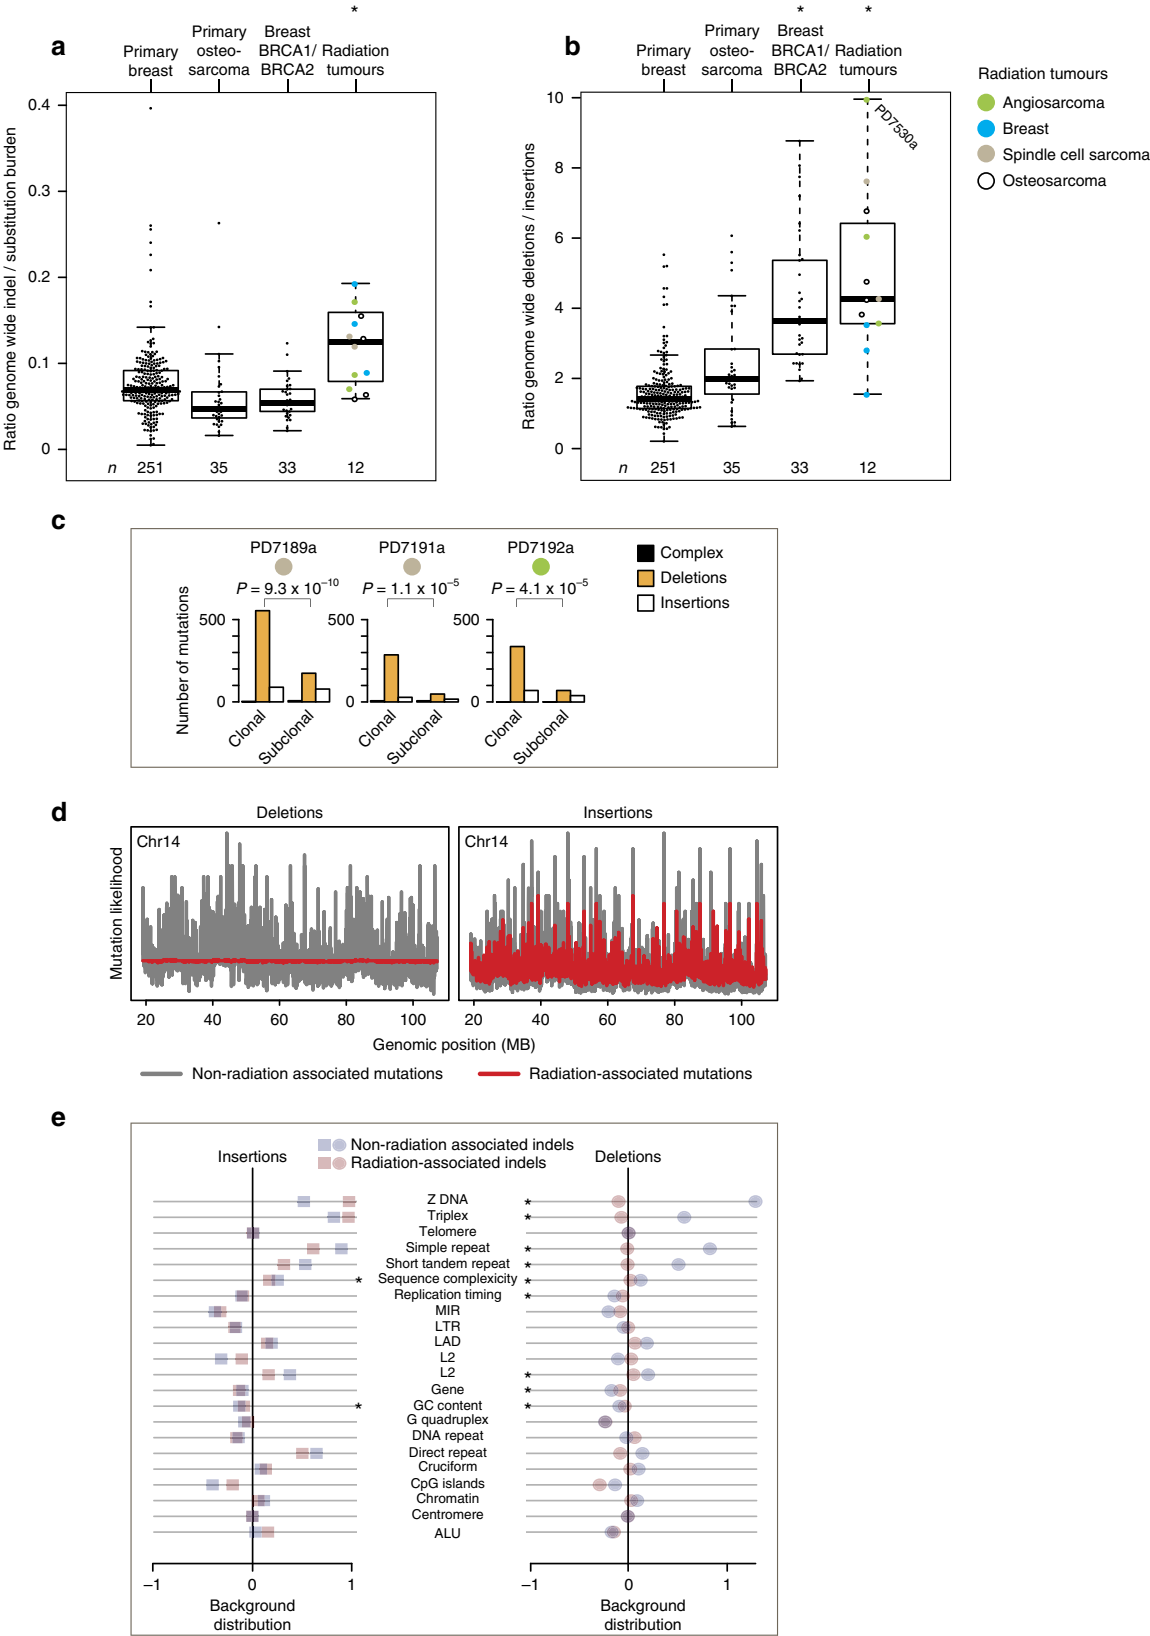 a
Primary breast
Primary osteo-sarcoma
Breast BRCA1/ BRCA2
*
Radiation tumours
Ratio genome wide indel / substitution burden
0.4
0.3
0.2
0.1
0
n 251 35 33 12
b
Primary breast
Primary osteo-sarcoma
*
Breast BRCA1/ BRCA2
*
Radiation tumours
Ratio genome wide deletions / insertions
10
8
6
4
2
0
PD7530a
n 251 35 33 12
Radiation tumours
Angiosarcoma
Breast
Spindle cell sarcoma
Osteosarcoma
c
PD7189a PD7191a PD7192a
P = 9.3 x 10⁻¹⁰ P = 1.1 x 10⁻⁵ P = 4.1 x 10⁻⁵
Complex
Deletions
Insertions
Number of mutations
500 500 500
0 0 0
Clonal Subclonal Clonal Subclonal Clonal Subclonal
d
Deletions Insertions
Chr14 Chr14
Mutation likelihood
20 40 60 80 100 20 40 60 80 100
Genomic position (MB)
Non-radiation associated mutations Radiation-associated mutations
e
Non-radiation associated indels
Radiation-associated indels
Insertions Deletions
Z DNA *
Triplex *
Telomere
Simple repeat *
Short tandem repeat *
* Sequence complexicity *
Replication timing *
MIR
LTR
LAD
L2
L2 *
Gene *
* GC content *
G quadruplex
DNA repeat
Direct repeat
Cruciform
CpG islands
Chromatin
Centromere
ALU
−1 0 1 −1 0 1
Background distribution
Background distribution